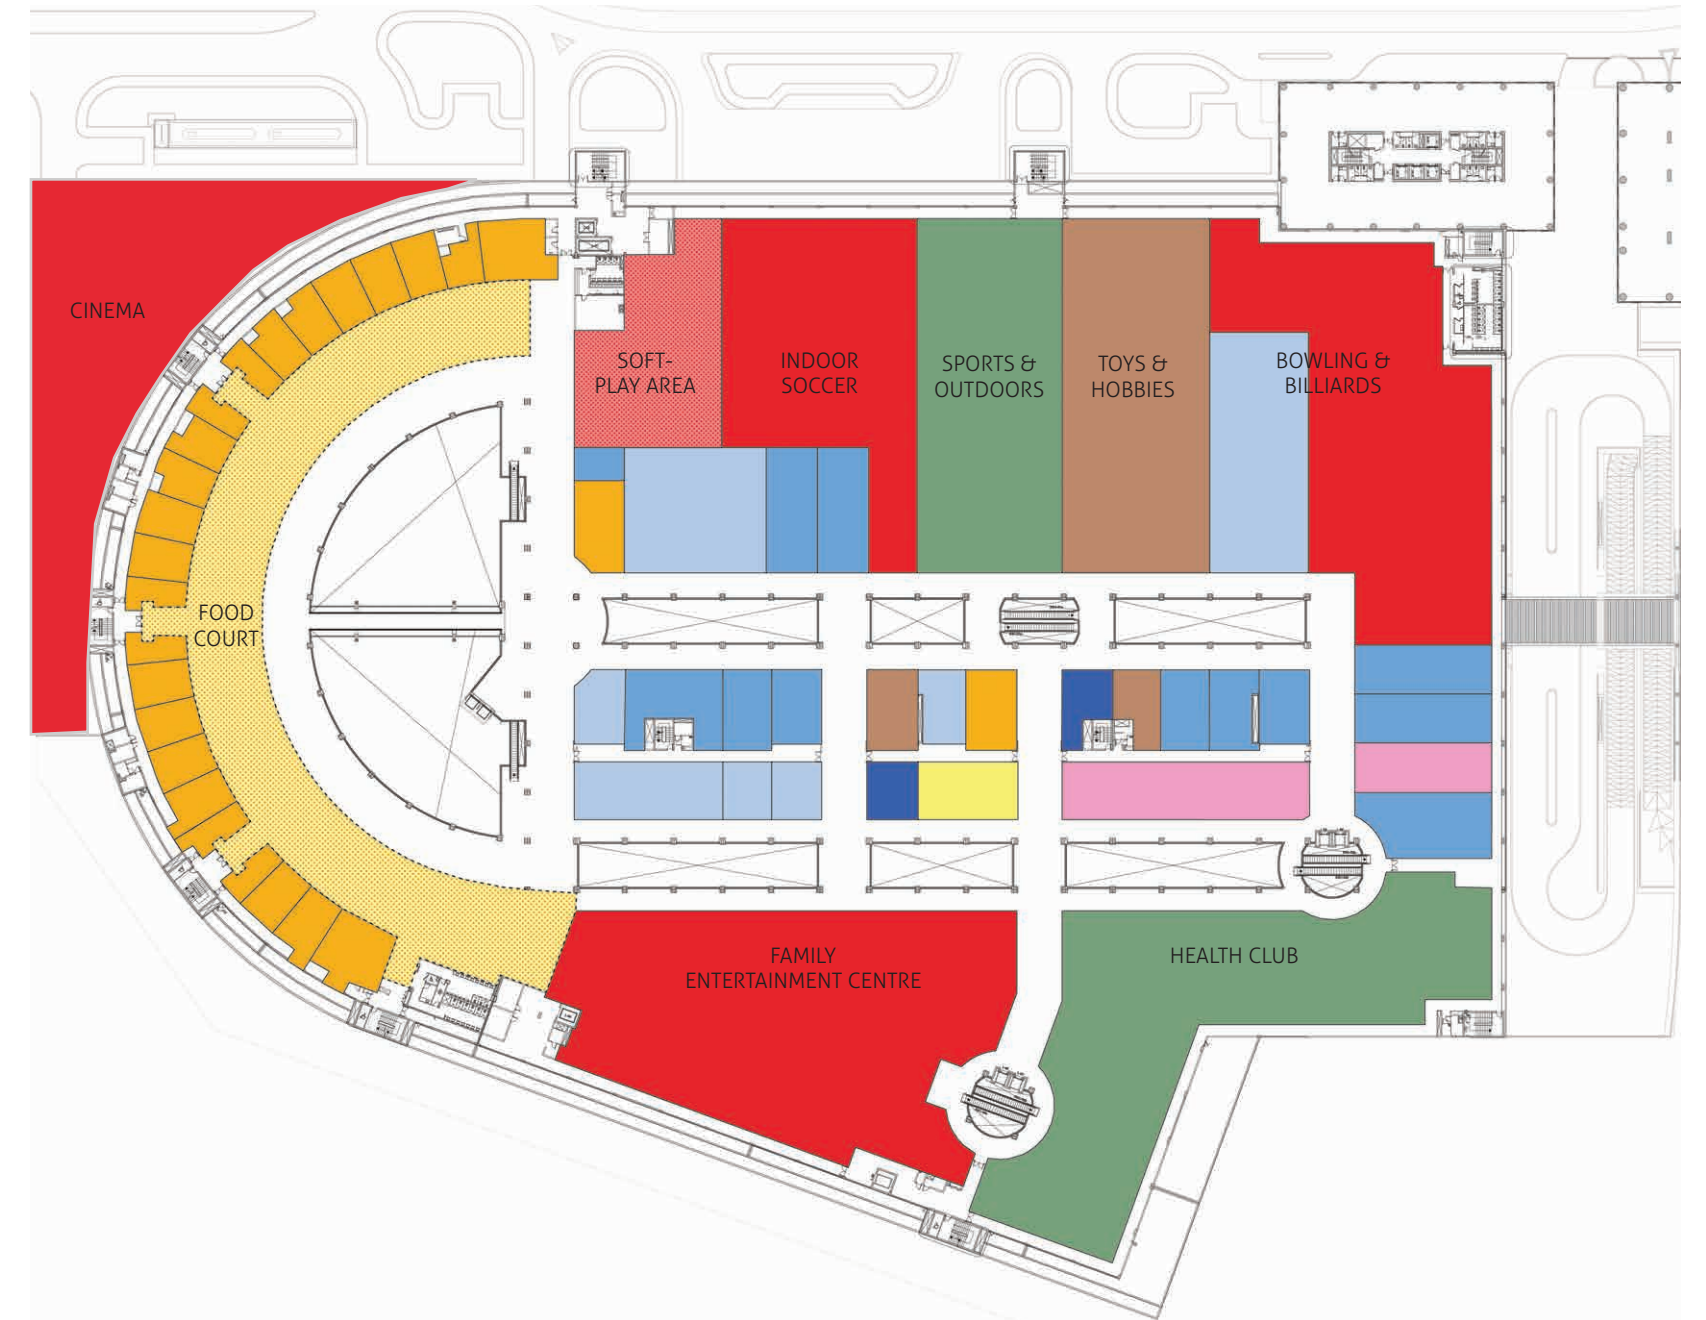 CINEMA
SOFT-
PLAY AREA
INDOOR
SOCCER
SPORTS &
OUTDOORS
TOYS &
HOBBIES
BOWLING &
BILLIARDS
FOOD
COURT
FAMILY
ENTERTAINMENT CENTRE
HEALTH CLUB